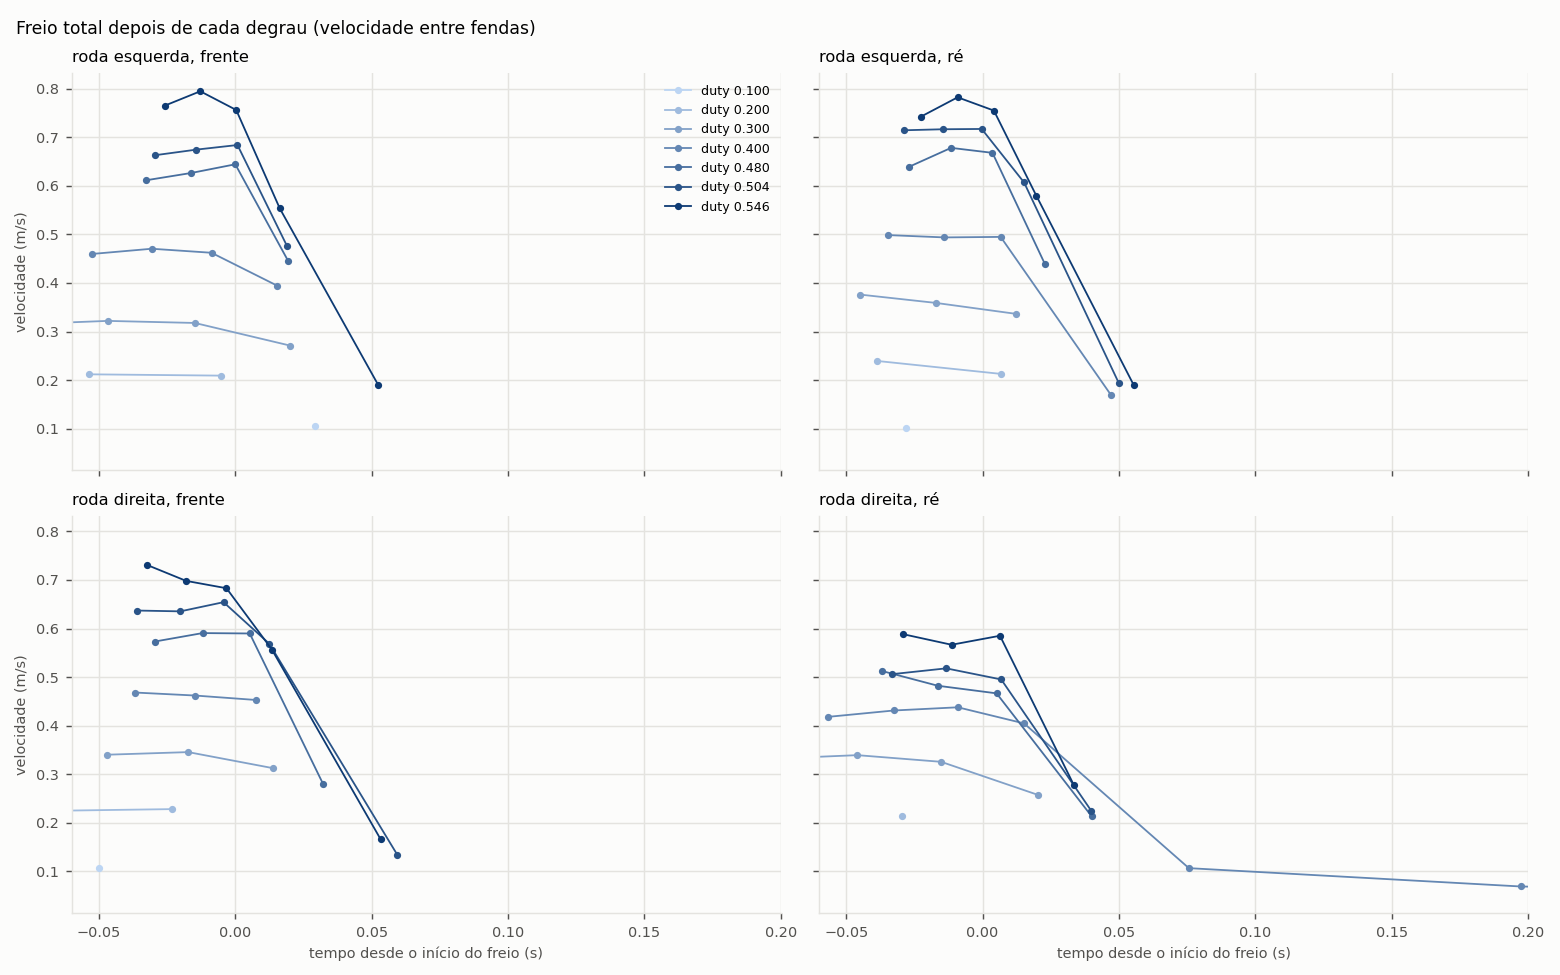 Freio total depois de cada degrau (velocidade entre fendas)
roda esquerda, frente
roda esquerda, ré
velocidade (m/s)
0.8
0.7
0.6
0.5
0.4
0.3
0.2
0.1
duty 0.100
duty 0.200
duty 0.300
duty 0.400
duty 0.480
duty 0.504
duty 0.546
roda direita, frente
roda direita, ré
velocidade (m/s)
0.8
0.7
0.6
0.5
0.4
0.3
0.2
0.1
−0.05 0.00 0.05 0.10 0.15 0.20
−0.05 0.00 0.05 0.10 0.15 0.20
tempo desde o início do freio (s)
tempo desde o início do freio (s)